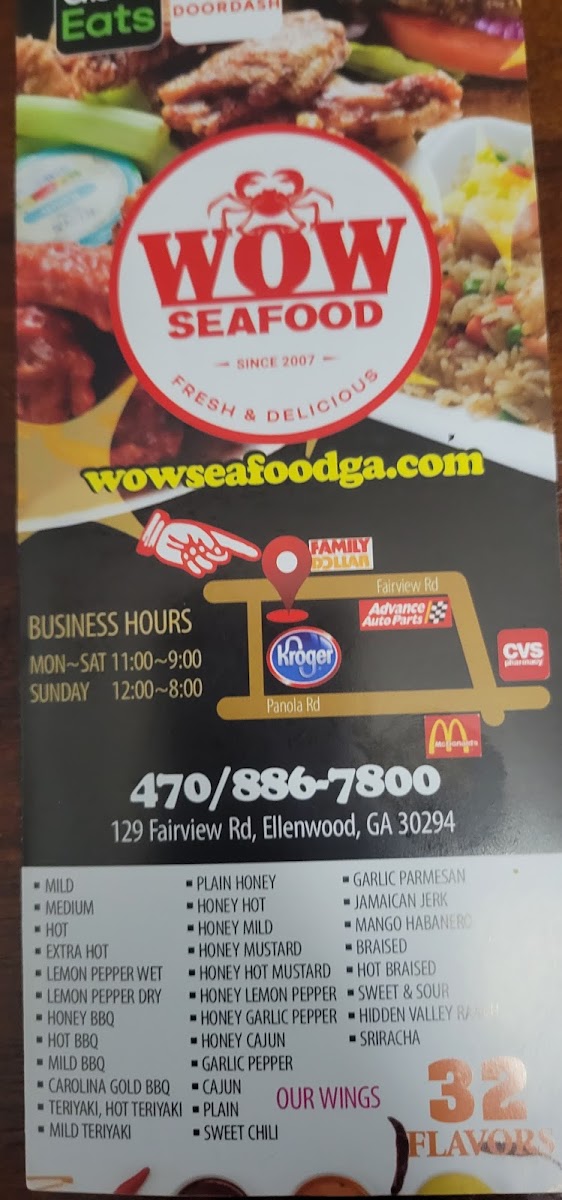 Eats
DOORDASH
WOW
SEAFOOD
SINCE 2007
FRESH & DELICIOUS
wowseafoodga.com
FAMILY
DOLLAR
Fairview Rd
Advance
Auto Parts
BUSINESS HOURS
MON~SAT 11:00~9:00
SUNDAY 12:00~8:00
Kroger
CVS
pharmacy
Panola Rd
McDonald's
470/886-7800
129 Fairview Rd, Ellenwood, GA 30294
▪ MILD
▪ MEDIUM
▪ HOT
▪ EXTRA HOT
▪ LEMON PEPPER WET
▪ LEMON PEPPER DRY
▪ HONEY BBQ
▪ HOT BBQ
▪ MILD BBQ
▪ CAROLINA GOLD BBQ
▪ TERIYAKI, HOT TERIYAKI
▪ MILD TERIYAKI
▪ PLAIN HONEY
▪ HONEY HOT
▪ HONEY MILD
▪ HONEY MUSTARD
▪ HONEY HOT MUSTARD
▪ HONEY LEMON PEPPER
▪ HONEY GARLIC PEPPER
▪ HONEY CAJUN
▪ GARLIC PEPPER
▪ CAJUN
▪ PLAIN
▪ SWEET CHILI
▪ GARLIC PARMESAN
▪ JAMAICAN JERK
▪ MANGO HABANERO
▪ BRAISED
▪ HOT BRAISED
▪ SWEET & SOUR
▪ HIDDEN VALLEY RANCH
▪ SRIRACHA
OUR WINGS
32
FLAVORS